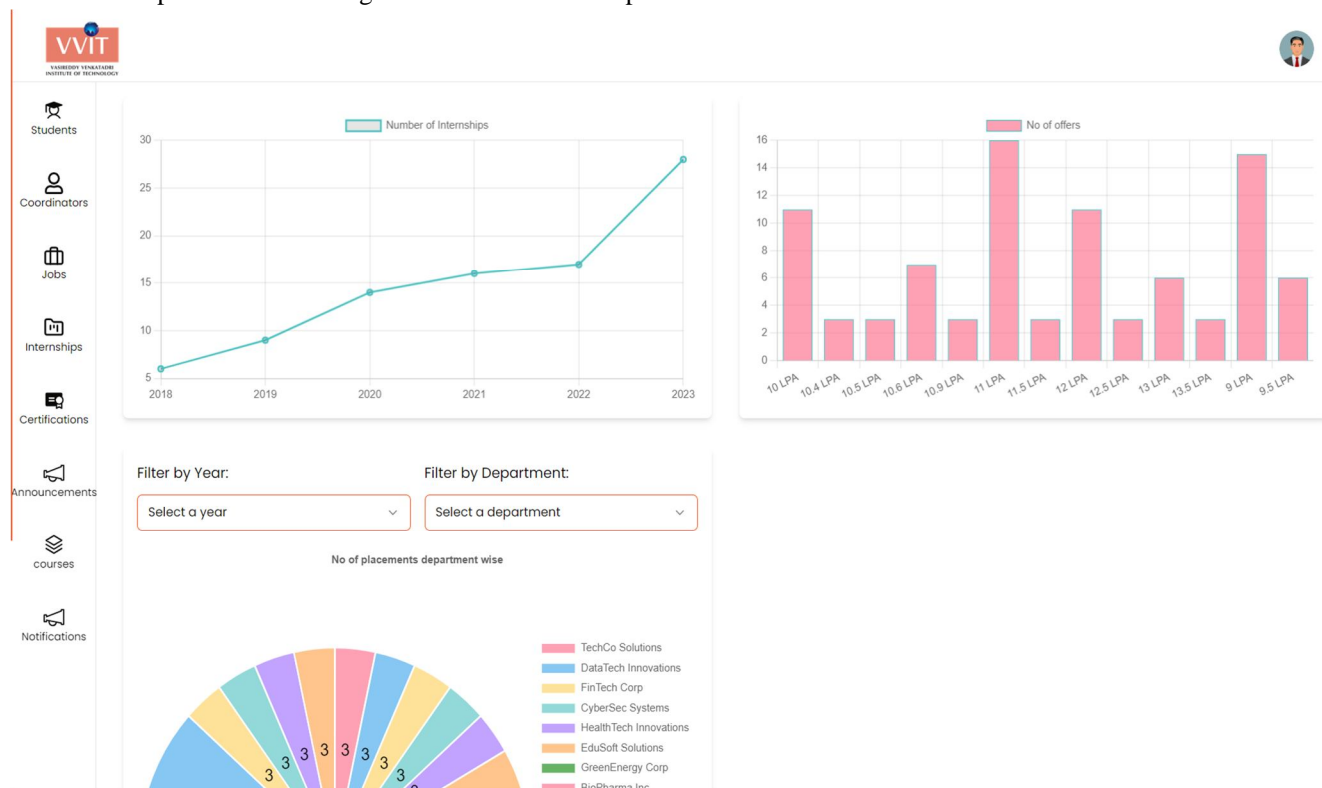 VVIT
VASIREDDY VENKATADRI
INSTITUTE OF TECHNOLOGY
Students
Coordinators
Jobs
Internships
Certifications
Announcements
courses
Notifications
Number of Internships
30
25
20
15
10
5
2018 2019 2020 2021 2022 2023
No of offers
16
14
12
10
8
6
4
2
0
10 LPA 10.4 LPA 10.5 LPA 10.6 LPA 10.9 LPA 11 LPA 11.5 LPA 12 LPA 12.5 LPA 13 LPA 13.5 LPA 9 LPA 9.5 LPA
Filter by Year: Filter by Department:
Select a year Select a department
No of placements department wise
3 3 3 3 3 3 3 3
TechCo Solutions
DataTech Innovations
FinTech Corp
CyberSec Systems
HealthTech Innovations
EduSoft Solutions
GreenEnergy Corp
BioPharma Inc